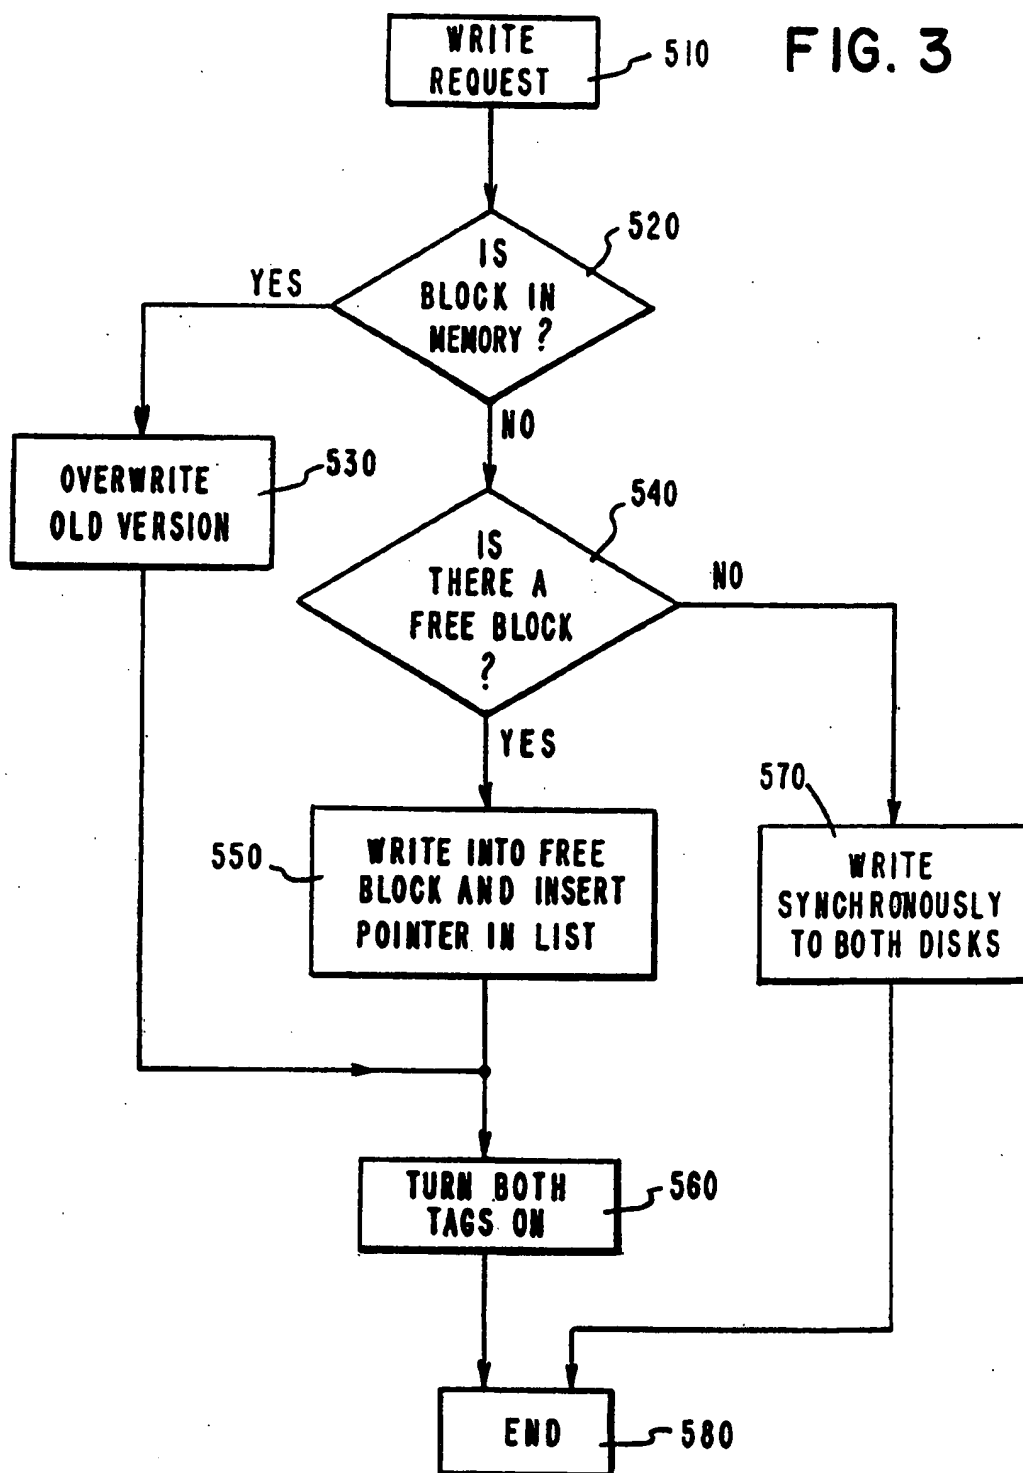 FIG. 3
WRITE
REQUEST
510
IS
BLOCK IN
MEMORY ?
520
YES
NO
OVERWRITE
OLD VERSION
530
IS
THERE A
FREE BLOCK
?
540
NO
YES
WRITE INTO FREE
BLOCK AND INSERT
POINTER IN LIST
550
WRITE
SYNCHRONOUSLY
TO BOTH DISKS
570
TURN BOTH
TAGS ON
560
END
580